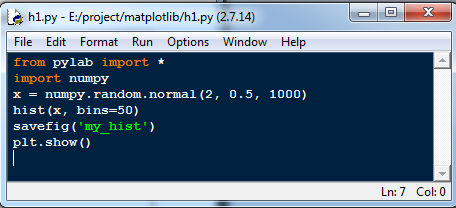 h1.py - E:/project/matplotlib/h1.py (2.7.14)
File Edit Format Run Options Window Help
from pylab import *
import numpy
x = numpy.random.normal(2, 0.5, 1000)
hist(x, bins=50)
savefig('my_hist')
plt.show()
Ln: 7 Col: 0